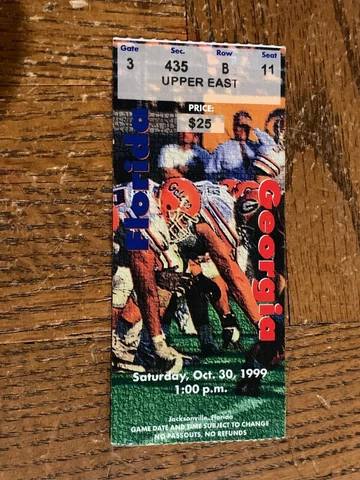 Gate Sec. Row Seat
3 435 B 11
UPPER EAST
PRICE:
$25
Florida
Georgia
Gators
Saturday, Oct. 30, 1999
1:00 p.m.
Jacksonville, Florida
GAME DATE AND TIME SUBJECT TO CHANGE
NO PASSOUTS, NO REFUNDS